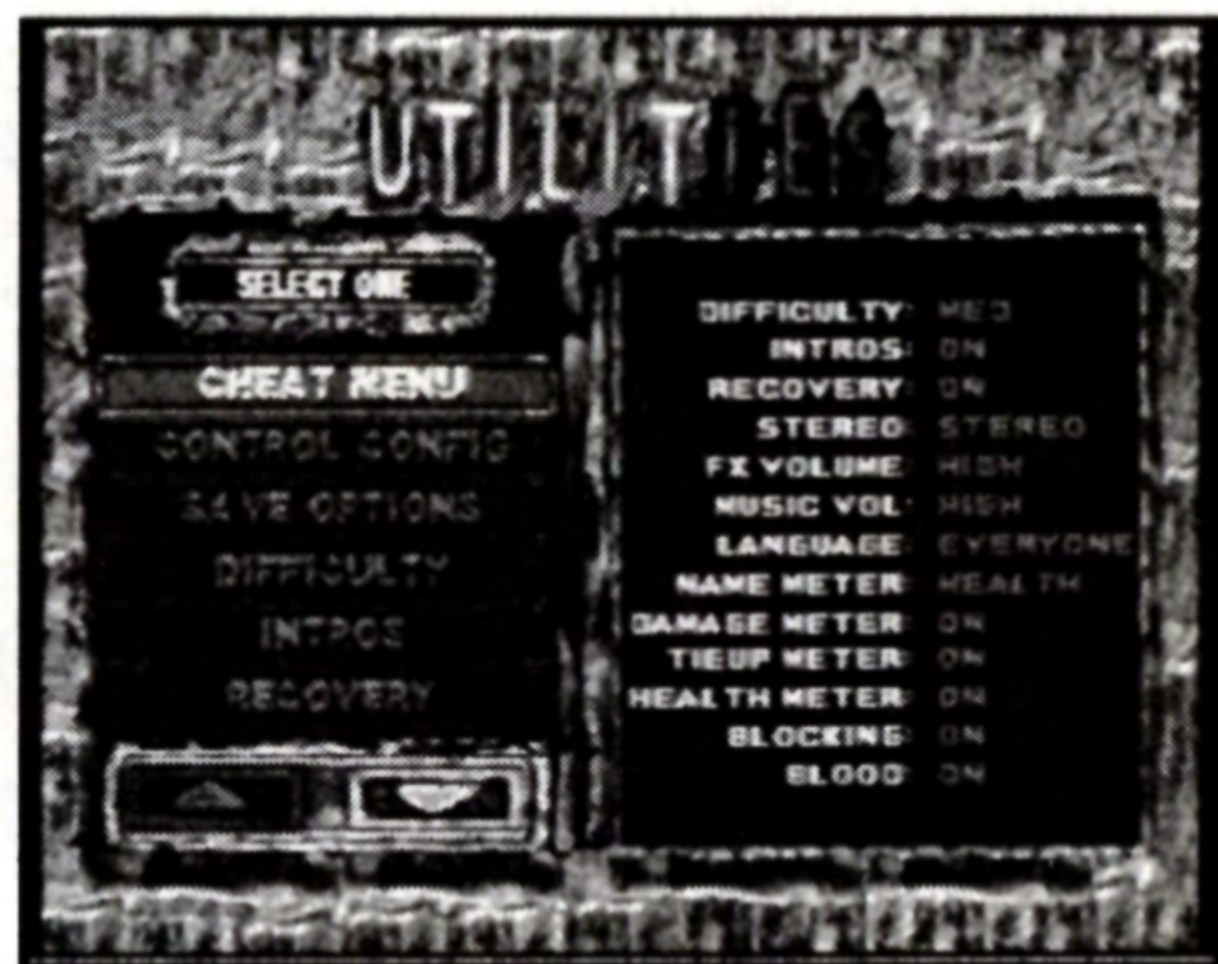 UTILITIES
SELECT ONE
CHEAT MENU
CONTROL CONFIG
SAVE OPTIONS
DIFFICULTY
INTROS
RECOVERY
DIFFICULTY: MED
INTROS: ON
RECOVERY: ON
STEREO: STEREO
FX VOLUME: HIGH
MUSIC VOL: HIGH
LANGUAGE: EVERYONE
NAME METER: HEALTH
DAMAGE METER: ON
TIEUP METER: ON
HEALTH METER: ON
BLOCKING: ON
BLOOD: ON